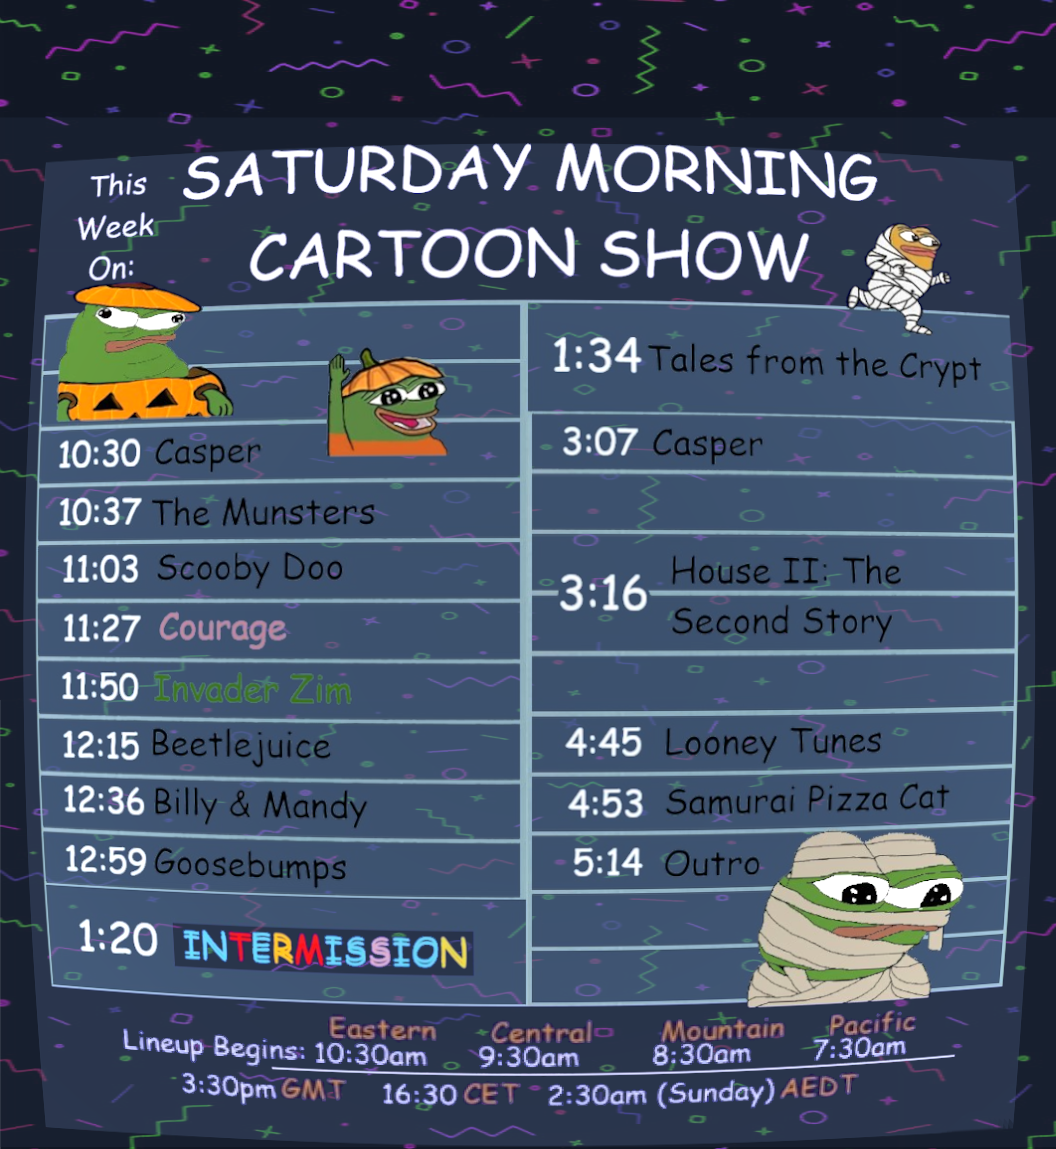 This
Week
On:
SATURDAY MORNING
CARTOON SHOW
10:30 Casper
10:37 The Munsters
11:03 Scooby Doo
11:27 Courage
11:50 Invader Zim
12:15 Beetlejuice
12:36 Billy & Mandy
12:59 Goosebumps
1:20 INTERMISSION
1:34 Tales from the Crypt
3:07 Casper
3:16 House II: The
Second Story
4:45 Looney Tunes
4:53 Samurai Pizza Cat
5:14 Outro
Eastern Central Mountain Pacific
Lineup Begins: 10:30am 9:30am 8:30am 7:30am
3:30pm GMT 16:30 CET 2:30am (Sunday) AEDT